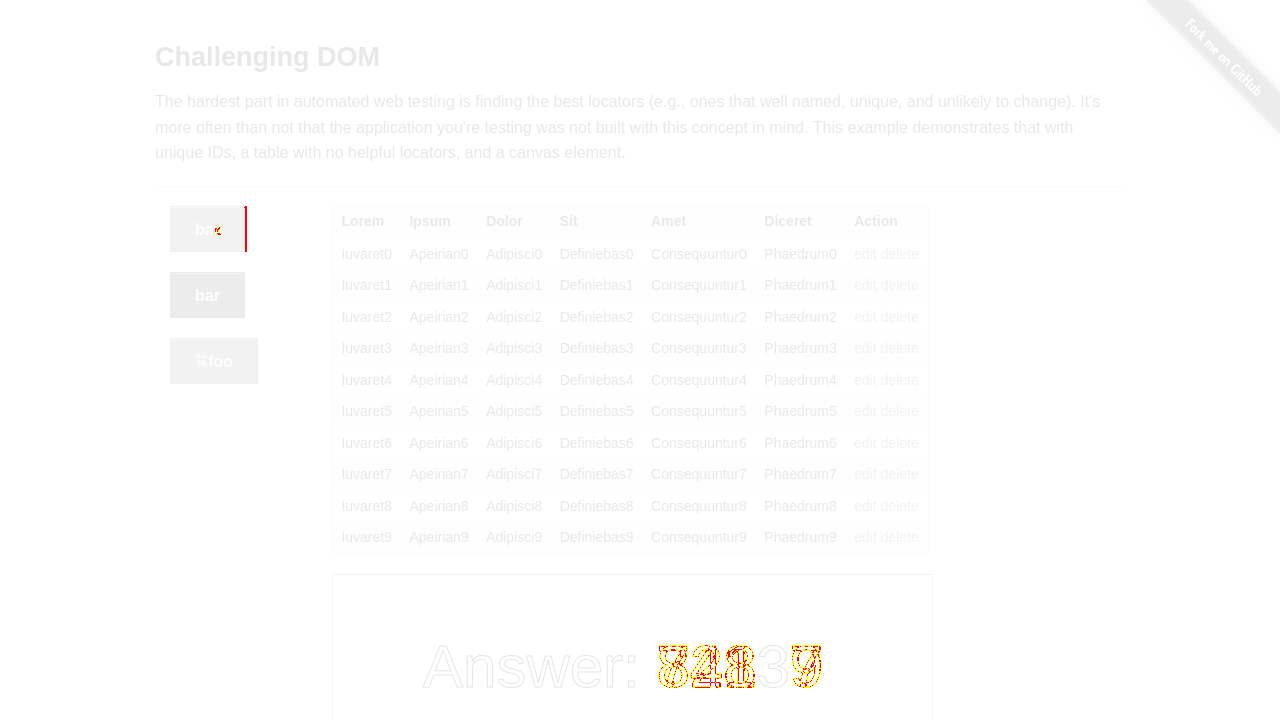 Fork me on GitHub
Challenging DOM
The hardest part in automated web testing is finding the best locators (e.g., ones that well named, unique, and unlikely to change). It's
more often than not that the application you're testing was not built with this concept in mind. This example demonstrates that with
unique IDs, a table with no helpful locators, and a canvas element.
bar
foo
Lorem Ipsum Dolor Sit Amet Diceret Action
Iuvaret0 Apeirian0 Adipisci0 Definiebas0 Consequuntur0 Phaedrum0 edit delete
Iuvaret1 Apeirian1 Adipisci1 Definiebas1 Consequuntur1 Phaedrum1 edit delete
Iuvaret2 Apeirian2 Adipisci2 Definiebas2 Consequuntur2 Phaedrum2 edit delete
Iuvaret3 Apeirian3 Adipisci3 Definiebas3 Consequuntur3 Phaedrum3 edit delete
Iuvaret4 Apeirian4 Adipisci4 Definiebas4 Consequuntur4 Phaedrum4 edit delete
Iuvaret5 Apeirian5 Adipisci5 Definiebas5 Consequuntur5 Phaedrum5 edit delete
Iuvaret6 Apeirian6 Adipisci6 Definiebas6 Consequuntur6 Phaedrum6 edit delete
Iuvaret7 Apeirian7 Adipisci7 Definiebas7 Consequuntur7 Phaedrum7 edit delete
Iuvaret8 Apeirian8 Adipisci8 Definiebas8 Consequuntur8 Phaedrum8 edit delete
Iuvaret9 Apeirian9 Adipisci9 Definiebas9 Consequuntur9 Phaedrum9 edit delete
Answer: